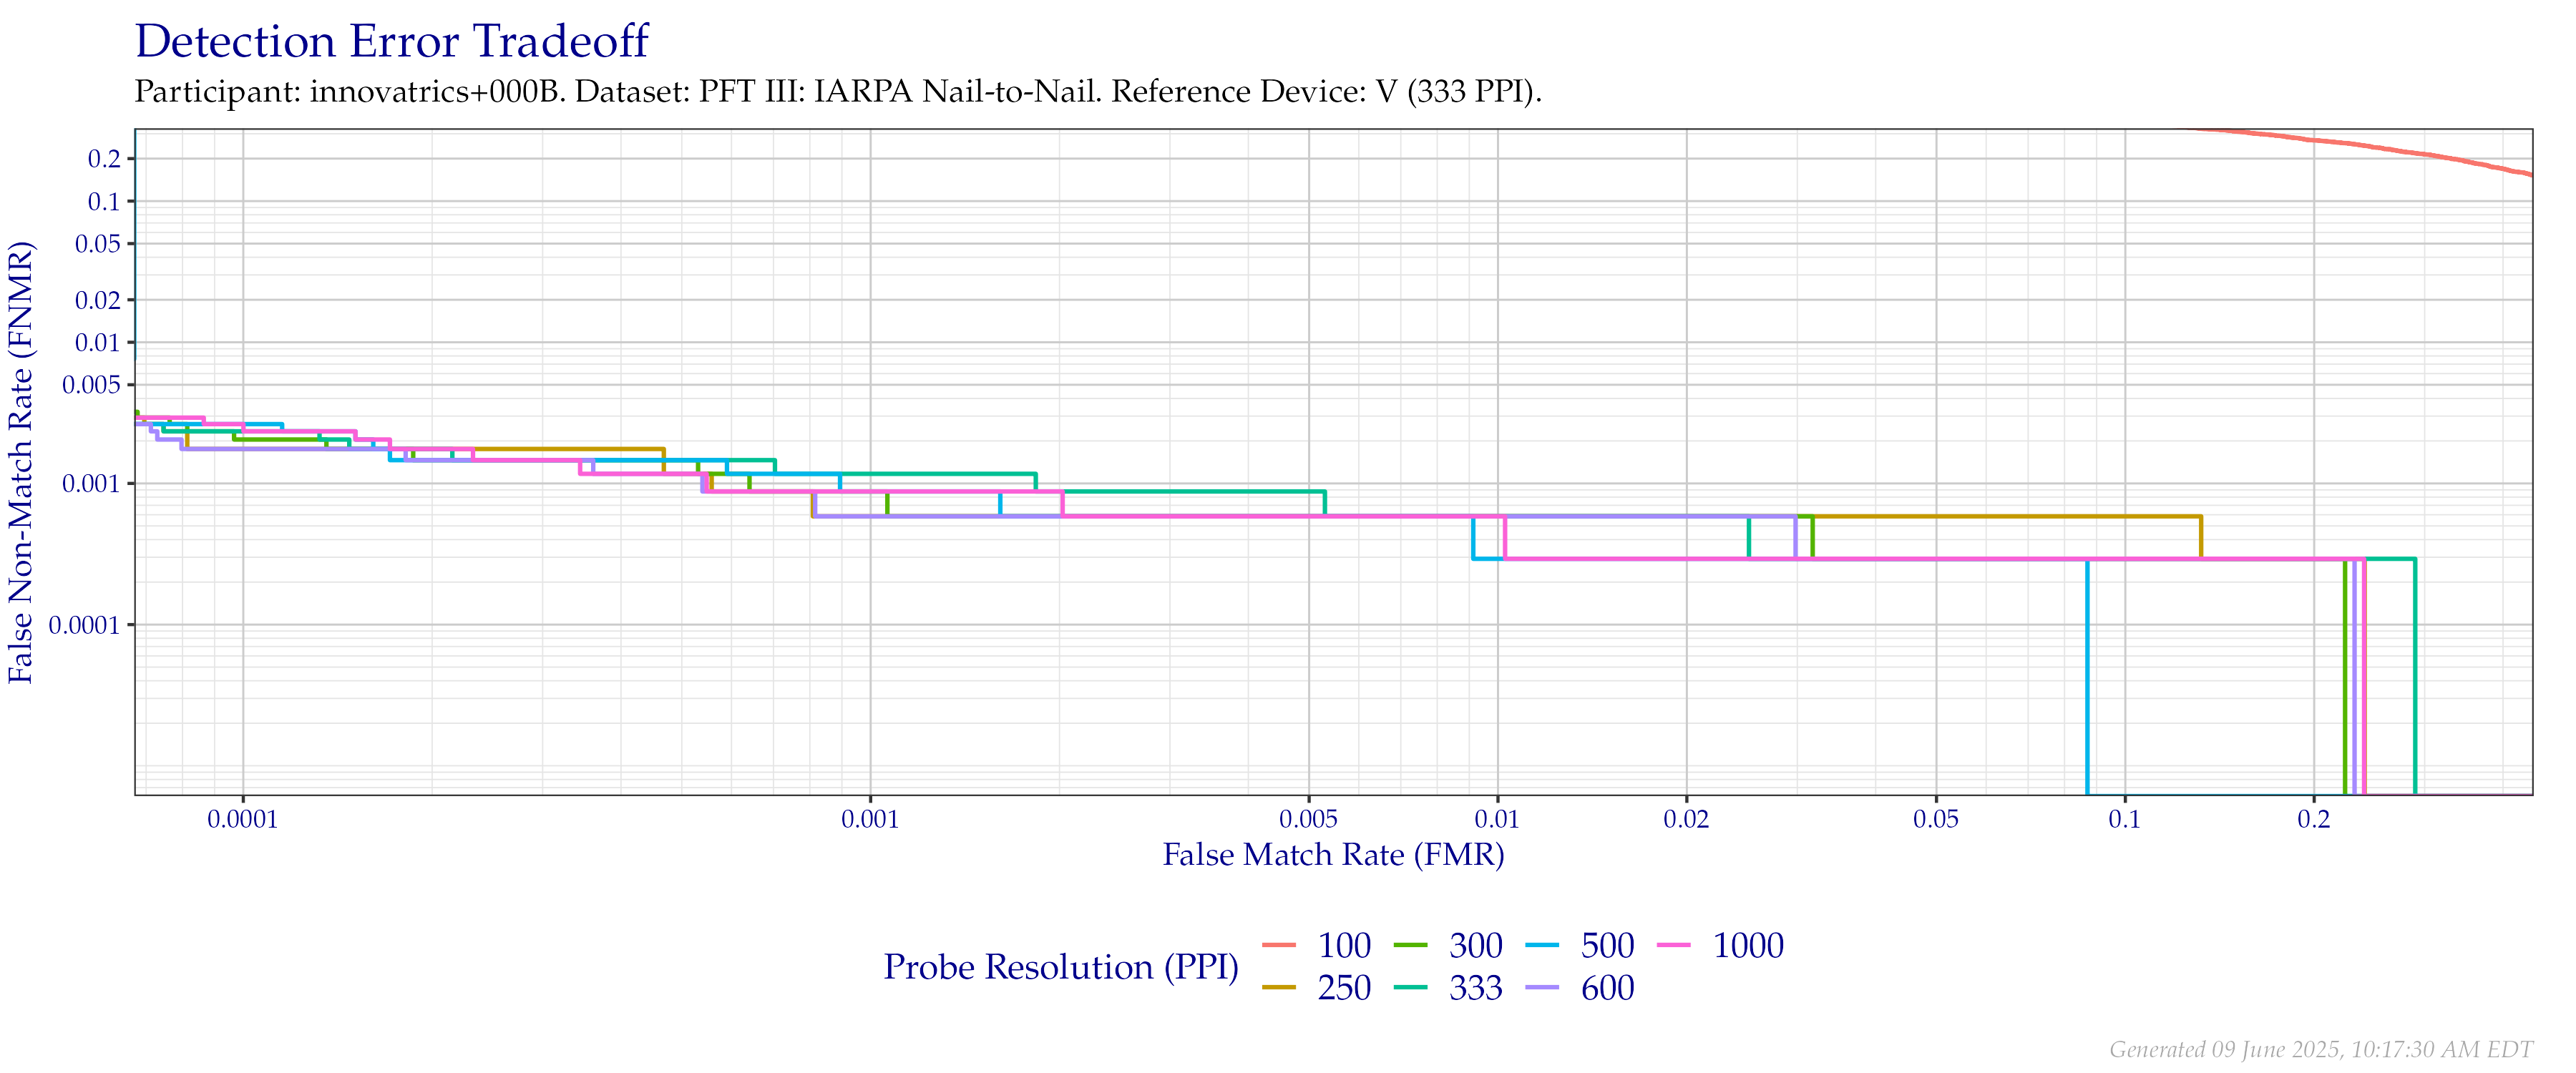 Detection Error Tradeoff
Participant: innovatrics+000B. Dataset: PFT III: IARPA Nail-to-Nail. Reference Device: V (333 PPI).
False Non-Match Rate (FNMR)
0.2
0.1
0.05
0.02
0.01
0.005
0.001
0.0001
0.0001 0.001 0.005 0.01 0.02 0.05 0.1 0.2
False Match Rate (FMR)
Probe Resolution (PPI)
100 300 500 1000
250 333 600
Generated 09 June 2025, 10:17:30 AM EDT